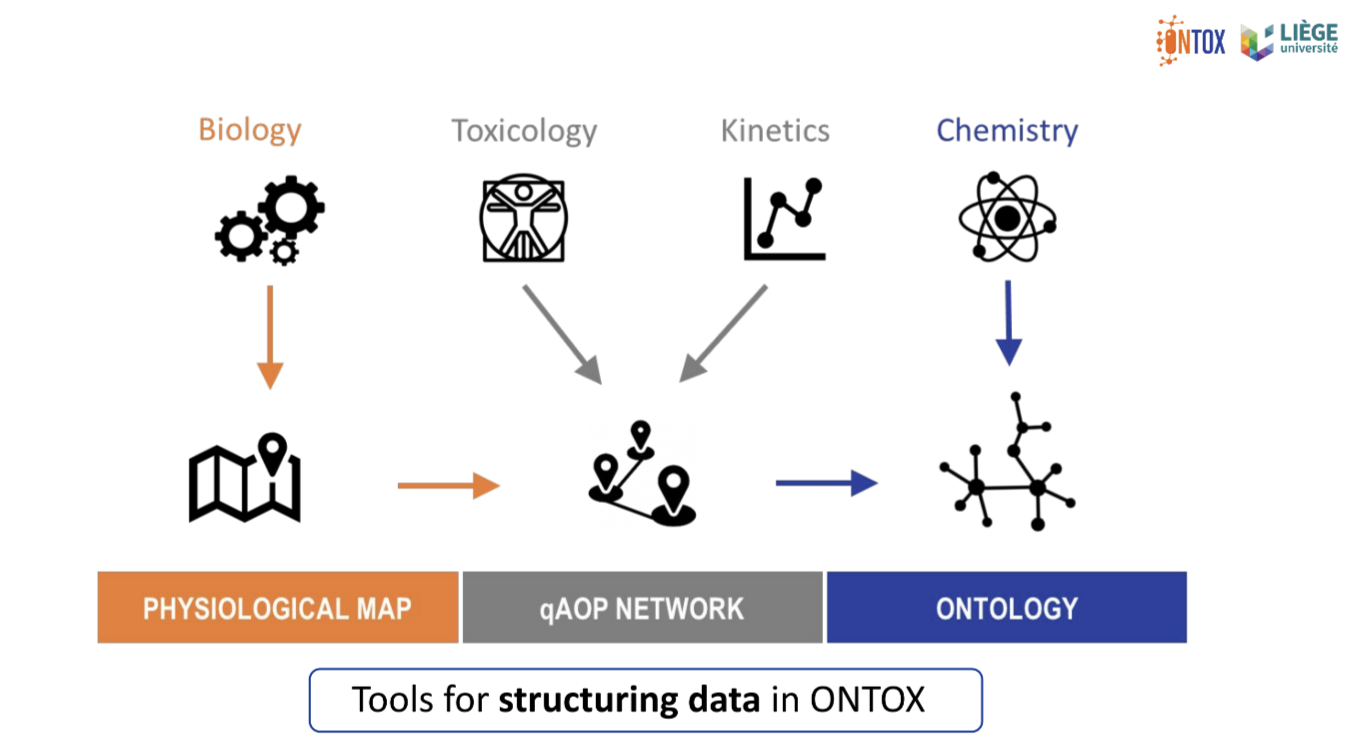 ONTOX
LIÈGE
université
Biology
Toxicology
Kinetics
Chemistry
PHYSIOLOGICAL MAP
qAOP NETWORK
ONTOLOGY
Tools for structuring data in ONTOX